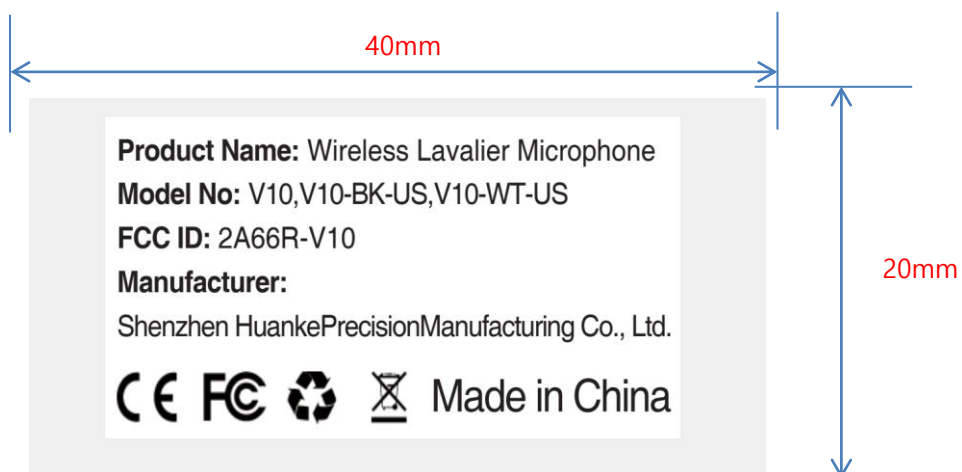 40mm
Product Name: Wireless Lavalier Microphone
Model No: V10,V10-BK-US,V10-WT-US
FCC ID: 2A66R-V10
Manufacturer:
20mm
Shenzhen HuankePrecisionManufacturing Co., Ltd.
CE FC Made in China